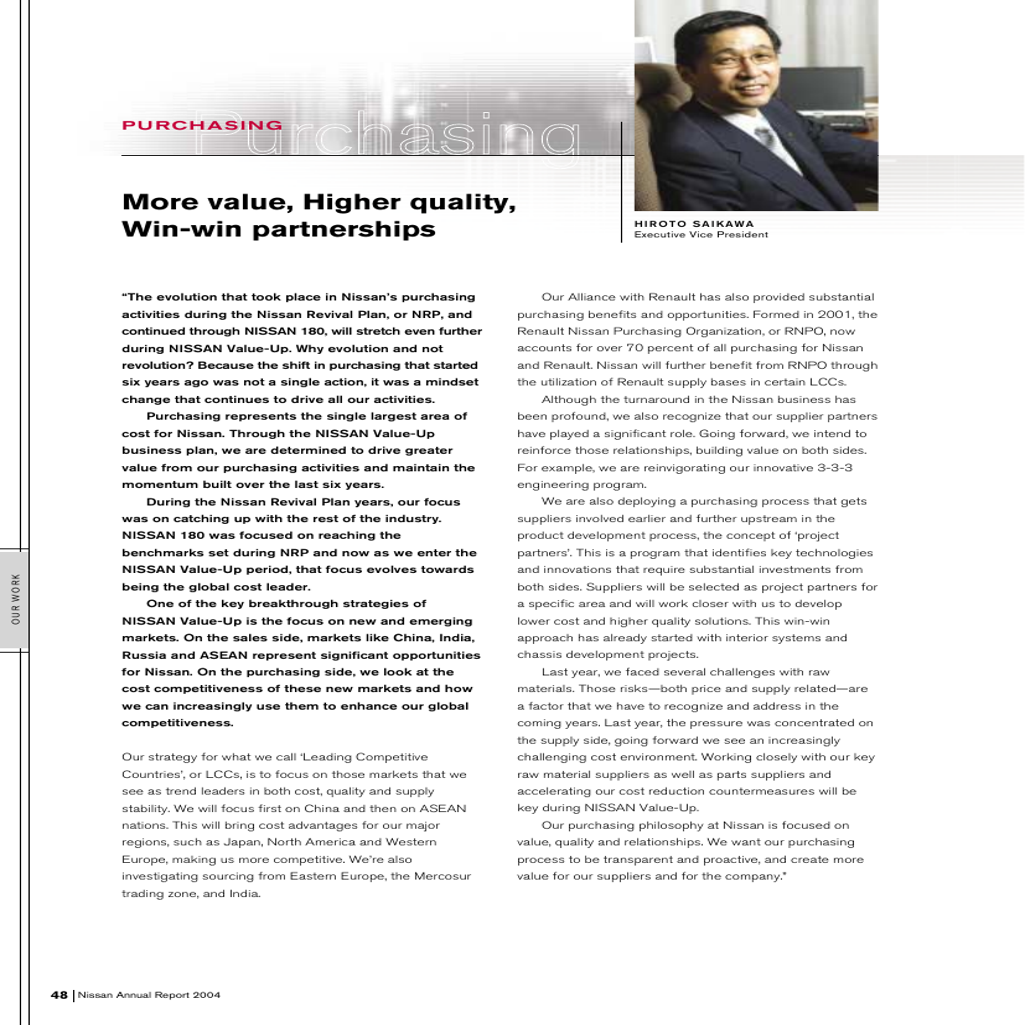 PURCHASING
Purchasing
More value, Higher quality,
Win-win partnerships
HIROTO SAIKAWA
Executive Vice President
“The evolution that took place in Nissan’s purchasing
activities during the Nissan Revival Plan, or NRP, and
continued through NISSAN 180, will stretch even further
during NISSAN Value-Up. Why evolution and not
revolution? Because the shift in purchasing that started
six years ago was not a single action, it was a mindset
change that continues to drive all our activities.
Purchasing represents the single largest area of
cost for Nissan. Through the NISSAN Value-Up
business plan, we are determined to drive greater
value from our purchasing activities and maintain the
momentum built over the last six years.
During the Nissan Revival Plan years, our focus
was on catching up with the rest of the industry.
NISSAN 180 was focused on reaching the
benchmarks set during NRP and now as we enter the
NISSAN Value-Up period, that focus evolves towards
being the global cost leader.
One of the key breakthrough strategies of
NISSAN Value-Up is the focus on new and emerging
markets. On the sales side, markets like China, India,
Russia and ASEAN represent significant opportunities
for Nissan. On the purchasing side, we look at the
cost competitiveness of these new markets and how
we can increasingly use them to enhance our global
competitiveness.
Our strategy for what we call ‘Leading Competitive
Countries’, or LCCs, is to focus on those markets that we
see as trend leaders in both cost, quality and supply
stability. We will focus first on China and then on ASEAN
nations. This will bring cost advantages for our major
regions, such as Japan, North America and Western
Europe, making us more competitive. We’re also
investigating sourcing from Eastern Europe, the Mercosur
trading zone, and India.
Our Alliance with Renault has also provided substantial
purchasing benefits and opportunities. Formed in 2001, the
Renault Nissan Purchasing Organization, or RNPO, now
accounts for over 70 percent of all purchasing for Nissan
and Renault. Nissan will further benefit from RNPO through
the utilization of Renault supply bases in certain LCCs.
Although the turnaround in the Nissan business has
been profound, we also recognize that our supplier partners
have played a significant role. Going forward, we intend to
reinforce those relationships, building value on both sides.
For example, we are reinvigorating our innovative 3-3-3
engineering program.
We are also deploying a purchasing process that gets
suppliers involved earlier and further upstream in the
product development process, the concept of ‘project
partners’. This is a program that identifies key technologies
and innovations that require substantial investments from
both sides. Suppliers will be selected as project partners for
a specific area and will work closer with us to develop
lower cost and higher quality solutions. This win-win
approach has already started with interior systems and
chassis development projects.
Last year, we faced several challenges with raw
materials. Those risks—both price and supply related—are
a factor that we have to recognize and address in the
coming years. Last year, the pressure was concentrated on
the supply side, going forward we see an increasingly
challenging cost environment. Working closely with our key
raw material suppliers as well as parts suppliers and
accelerating our cost reduction countermeasures will be
key during NISSAN Value-Up.
Our purchasing philosophy at Nissan is focused on
value, quality and relationships. We want our purchasing
process to be transparent and proactive, and create more
value for our suppliers and for the company."
OUR WORK
48 Nissan Annual Report 2004